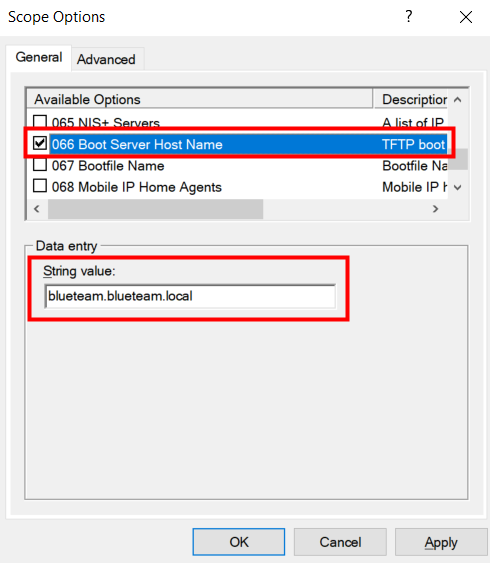 Scope Options
General Advanced
Available Options Description
065 NIS+ Servers A list of IP
066 Boot Server Host Name TFTP boot
067 Bootfile Name Bootfile Na
068 Mobile IP Home Agents Mobile IP h
Data entry
String value:
blueteam.blueteam.local
OK Cancel Apply